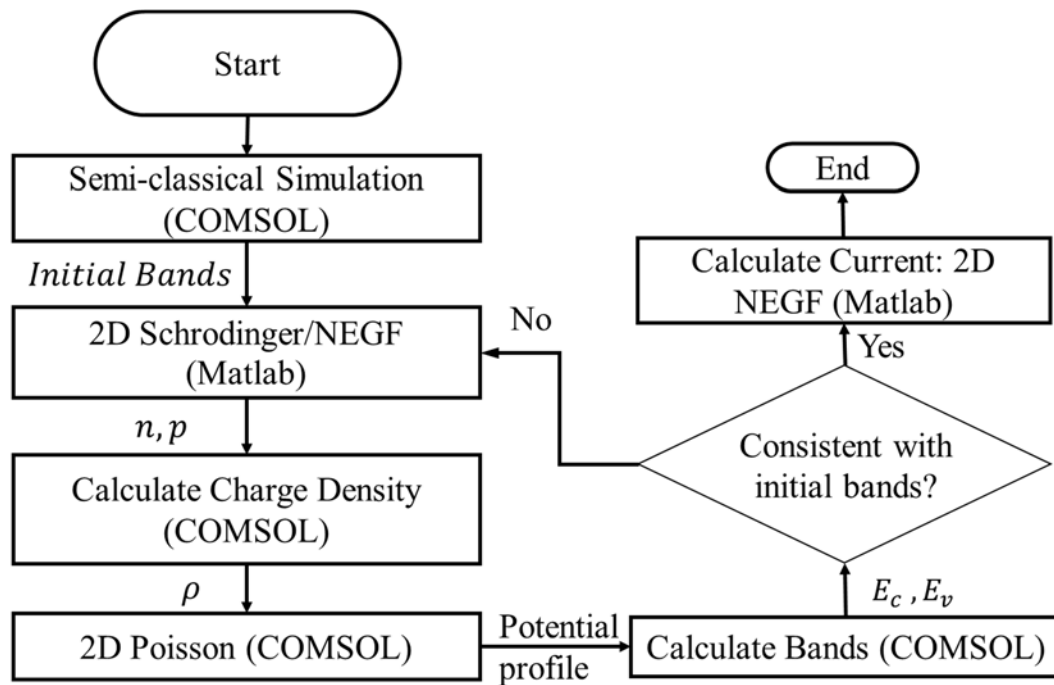 Start
Semi-classical Simulation
(COMSOL)
Initial Bands
2D Schrodinger/NEGF
(Matlab)
n, p
Calculate Charge Density
(COMSOL)
ρ
2D Poisson (COMSOL)
Potential
profile
Calculate Bands (COMSOL)
E_c , E_v
Consistent with
initial bands?
No
Yes
Calculate Current: 2D
NEGF (Matlab)
End